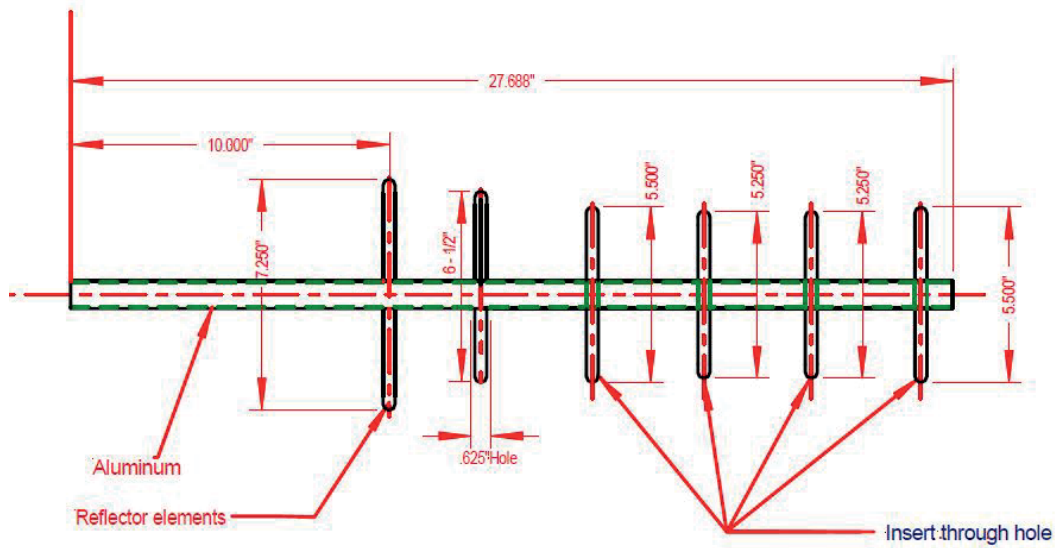 27.688"
10.000"
7.250"
6 - 1/2"
5.500"
5.250"
5.250"
5.500"
.625"Hole
Aluminum
Reflector elements
Insert through hole